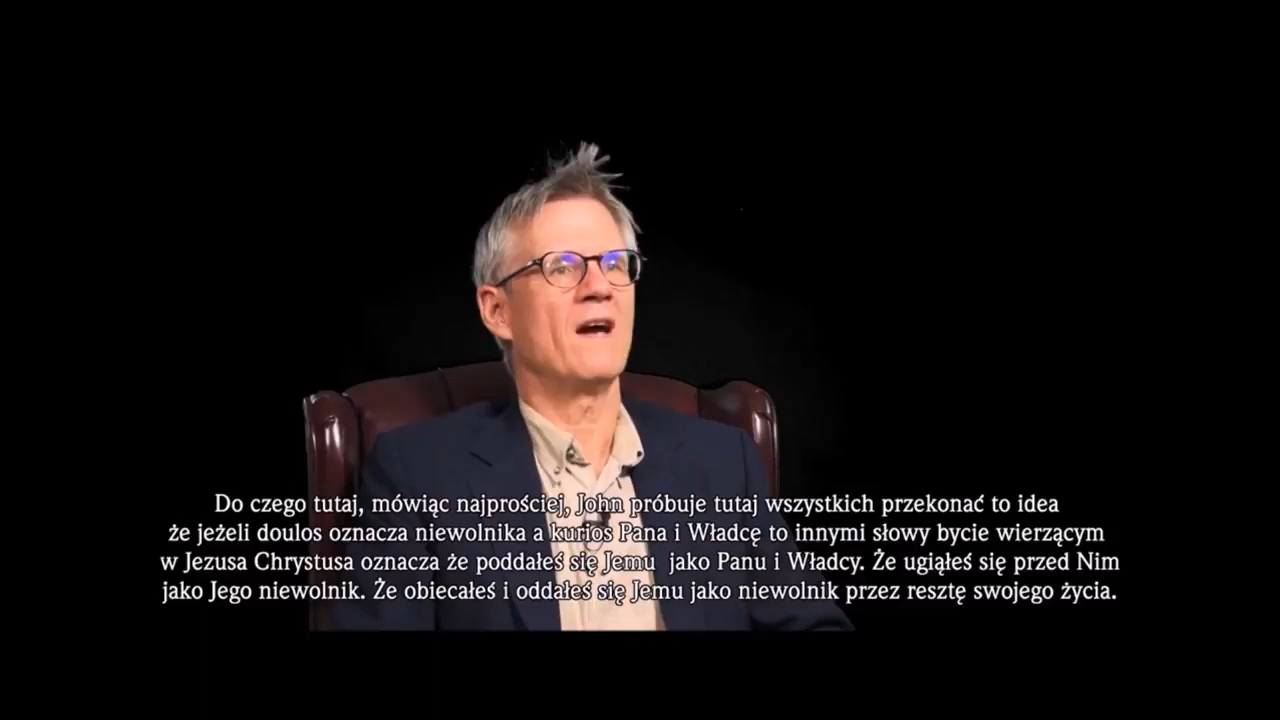 Do czego tutaj, mówiąc najprościej, John próbuje tutaj wszystkich przekonać to idea
że jeżeli doulos oznacza niewolnika a kurios Pana i Władcę to innymi słowy bycie wierzącym
w Jezusa Chrystusa oznacza że poddałeś się Jemu  jako Panu i Władcy. Że ugiąłeś się przed Nim
jako Jego niewolnik. Że obiecałeś i oddałeś się Jemu jako niewolnik przez resztę swojego życia.